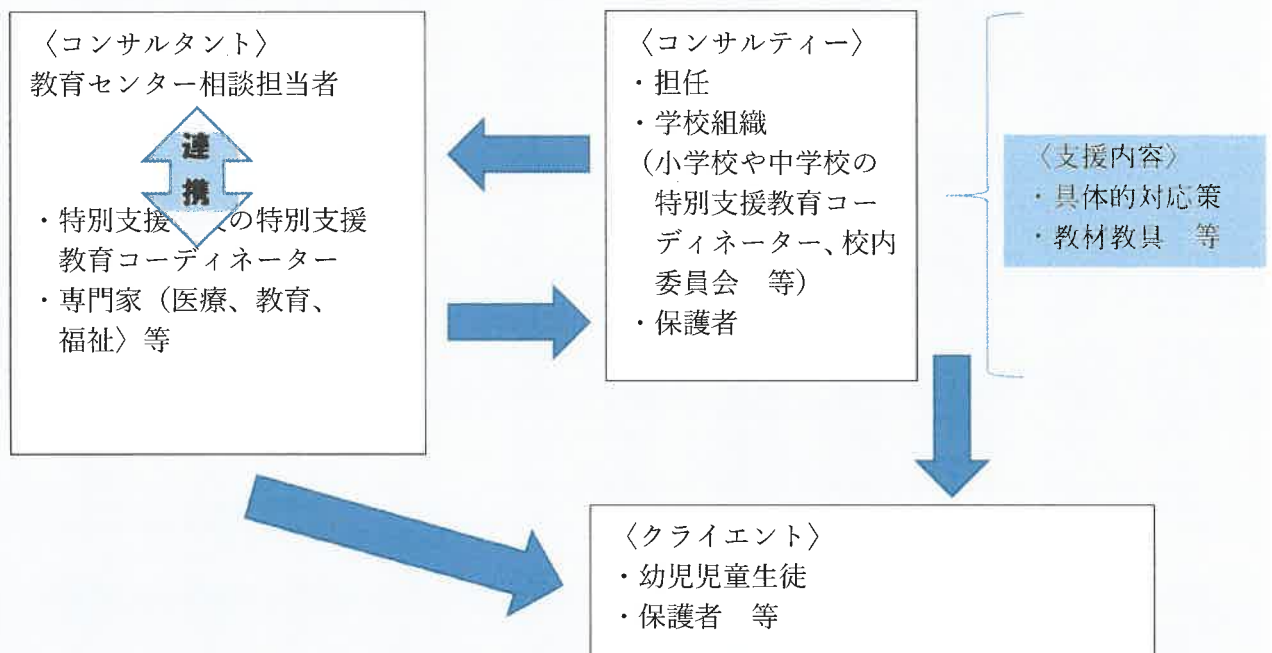 〈コンサルタント〉
教育センター相談担当者
連
携
・特別支援 の特別支援
教育コーディネーター
・専門家（医療、教育、
福祉〉等
〈コンサルティー〉
・担任
・学校組織
（小学校や中学校の
特別支援教育コー
ディネーター、校内
委員会　等）
・保護者
〈支援内容〉
・具体的対応策
・教材教具　等
〈クライエント〉
・幼児児童生徒
・保護者　等